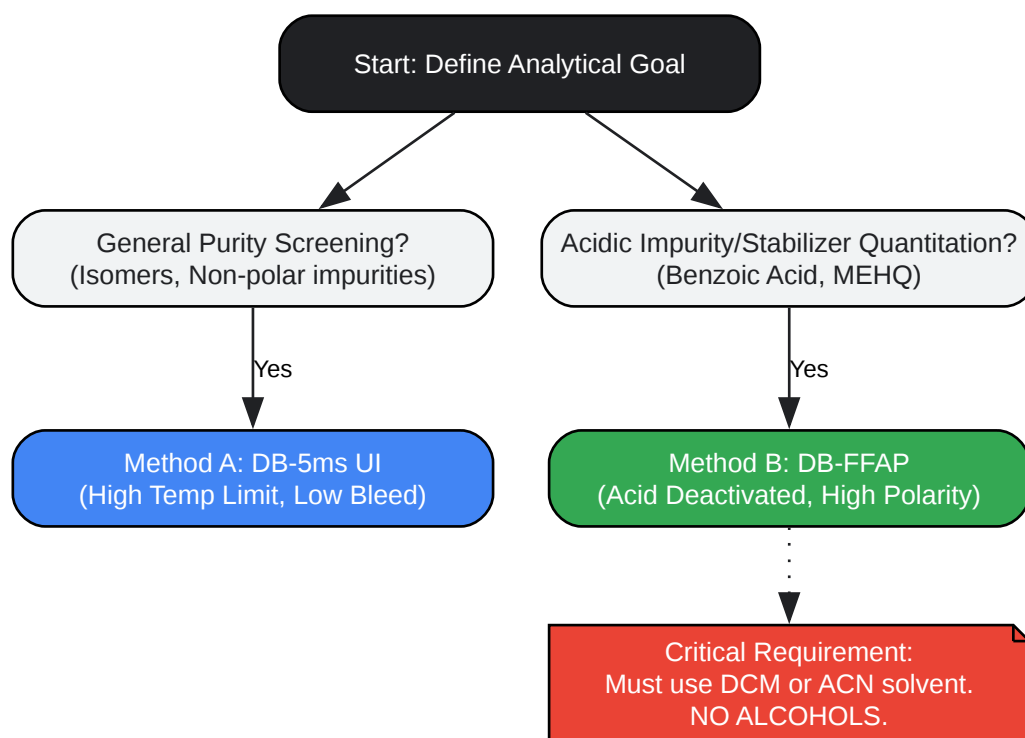 Start: Define Analytical Goal
General Purity Screening?
(Isomers, Non-polar impurities)
Acidic Impurity/Stabilizer Quantitation?
(Benzoic Acid, MEHQ)
Yes
Yes
Method A: DB-5ms UI
(High Temp Limit, Low Bleed)
Method B: DB-FFAP
(Acid Deactivated, High Polarity)
Critical Requirement:
Must use DCM or ACN solvent.
NO ALCOHOLS.